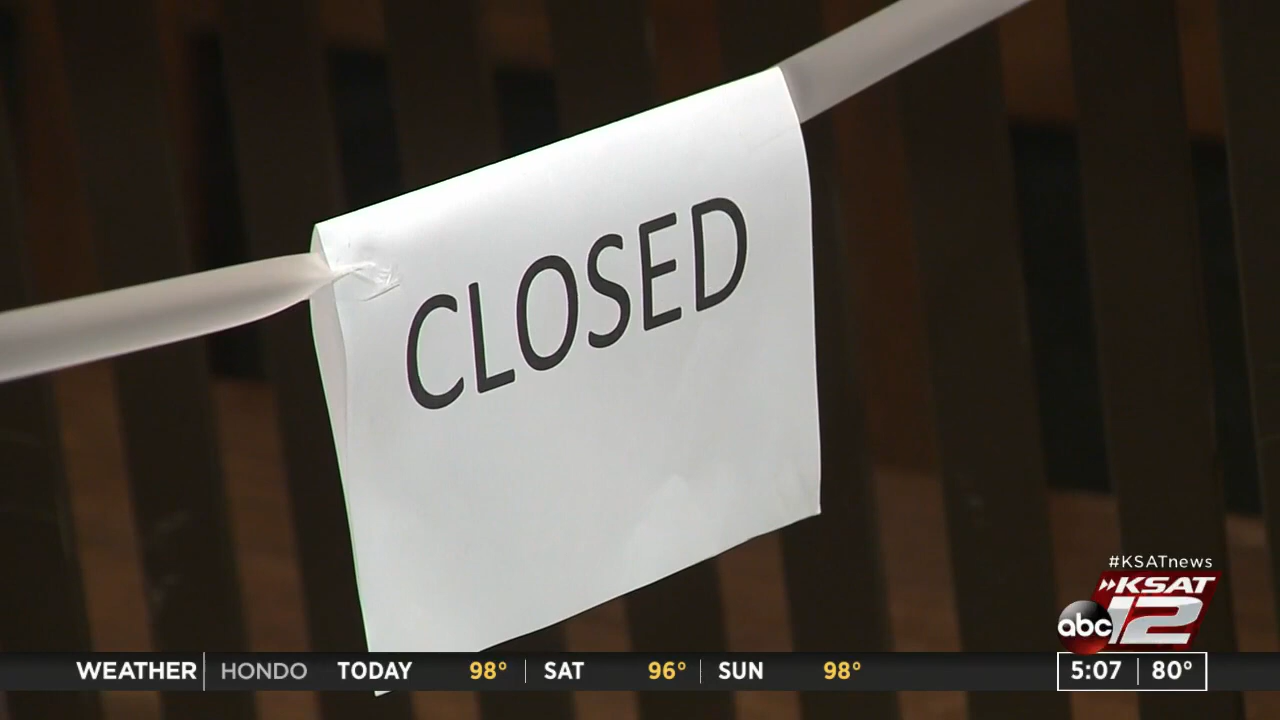 CLOSED
#KSATnews
KSAT
abc 12
WEATHER HONDO TODAY 98° SAT 96° SUN 98° 5:07 80°